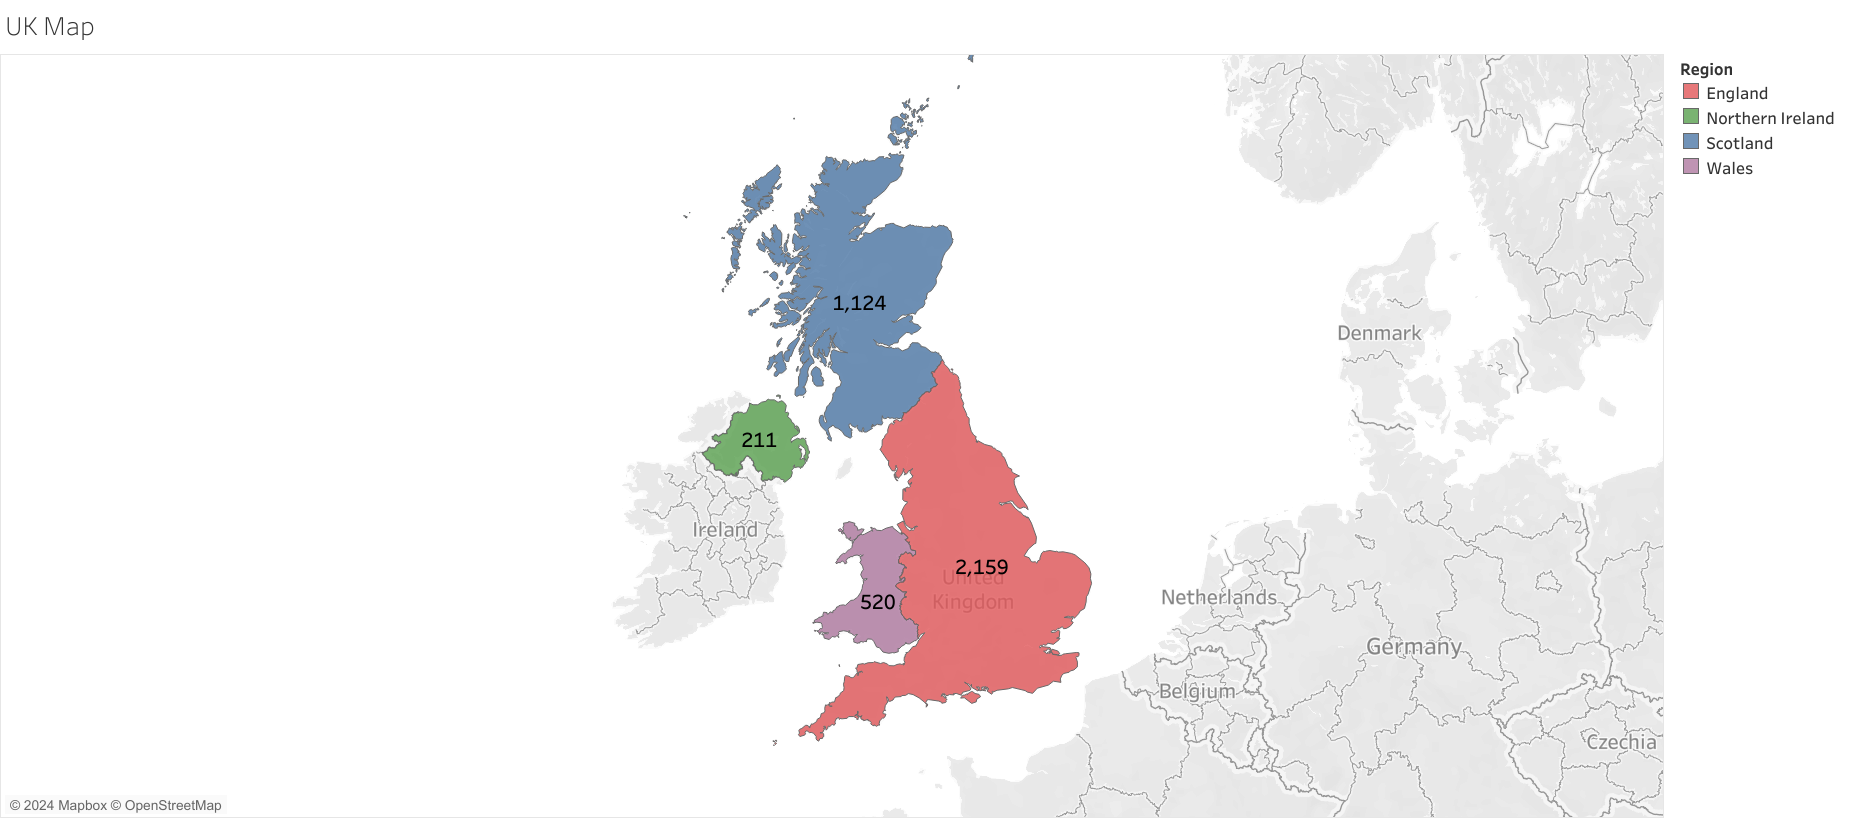 UK Map
Region
England
Northern Ireland
Scotland
Wales
1,124
Denmark
211
Ireland
2,159
United
Kingdom
520
Netherlands
Germany
Belgium
Czechia
© 2024 Mapbox © OpenStreetMap